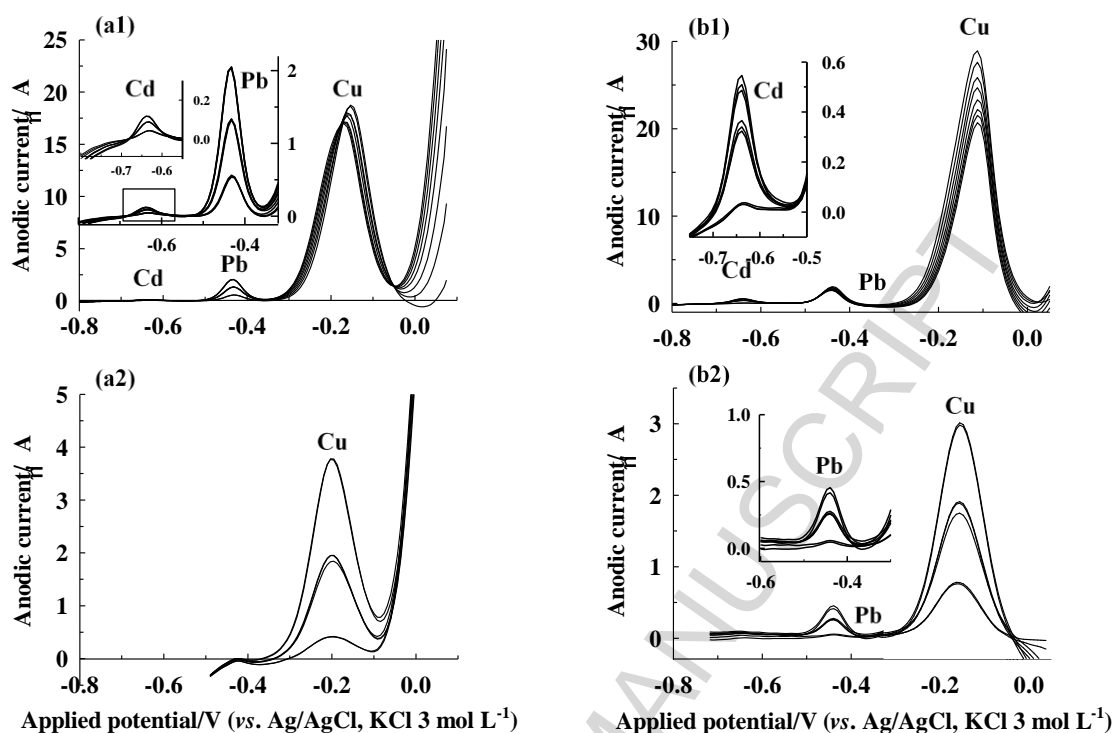 (a1)
25
20
15
10
5
0
Anodic current/ A
Cd
Pb
Cu
0.2
0.0
-0.7
-0.6
2
1
0
-0.6
-0.4
Cd
Pb
-0.8
-0.6
-0.4
-0.2
0.0
(b1)
30
20
10
0
Anodic current/ A
Cu
Cd
0.6
0.4
0.2
0.0
-0.7
-0.6
-0.5
Cd
Pb
-0.8
-0.6
-0.4
-0.2
0.0
(a2)
5
4
3
2
1
0
Anodic current/ A
Cu
-0.8
-0.6
-0.4
-0.2
0.0
Applied potential/V (vs. Ag/AgCl, KCl 3 mol L-1)
(b2)
3
2
1
0
Anodic current/ A
Cu
1.0
0.5
0.0
Pb
-0.6
-0.4
Pb
-0.8
-0.6
-0.4
-0.2
0.0
Applied potential/V (vs. Ag/AgCl, KCl 3 mol L-1)
MANUSCRIPT